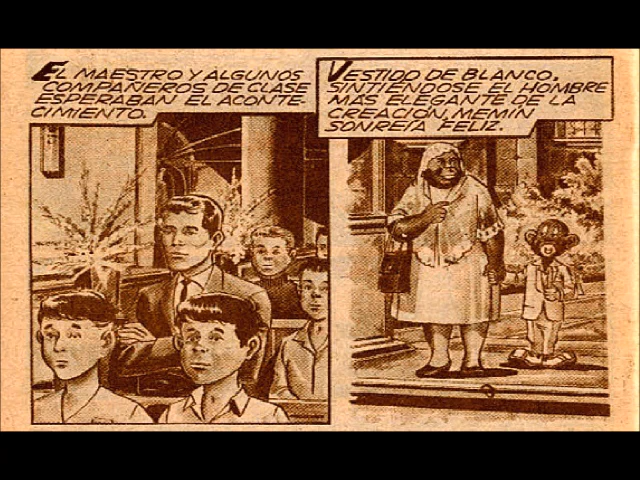 EL MAESTRO Y ALGUNOS
COMPAÑEROS DE CLASE
ESPERABAN EL ACONTE-
CIMIENTO.
VESTIDO DE BLANCO,
SINTIÉNDOSE EL HOMBRE
MÁS ELEGANTE DE LA
CREACIÓN, MEMÍN
SONREÍA FELIZ.